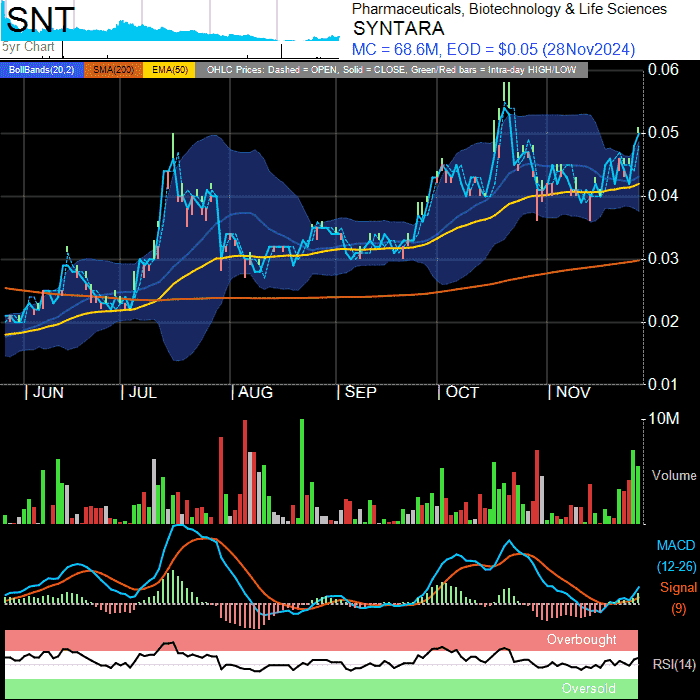 SNT
5yr Chart
Pharmaceuticals, Biotechnology & Life Sciences
SYNTARA
MC = 68.6M, EOD = $0.05 (28Nov2024)
BollBands(20,2) SMA(200) EMA(50) OHLC Prices: Dashed = OPEN, Solid = CLOSE, Green/Red bars = Intra-day HIGH/LOW
0.06
0.05
0.04
0.03
0.02
0.01
JUN JUL AUG SEP OCT NOV
10M
Volume
MACD
(12-26)
Signal
(9)
Overbought
RSI(14)
Oversold